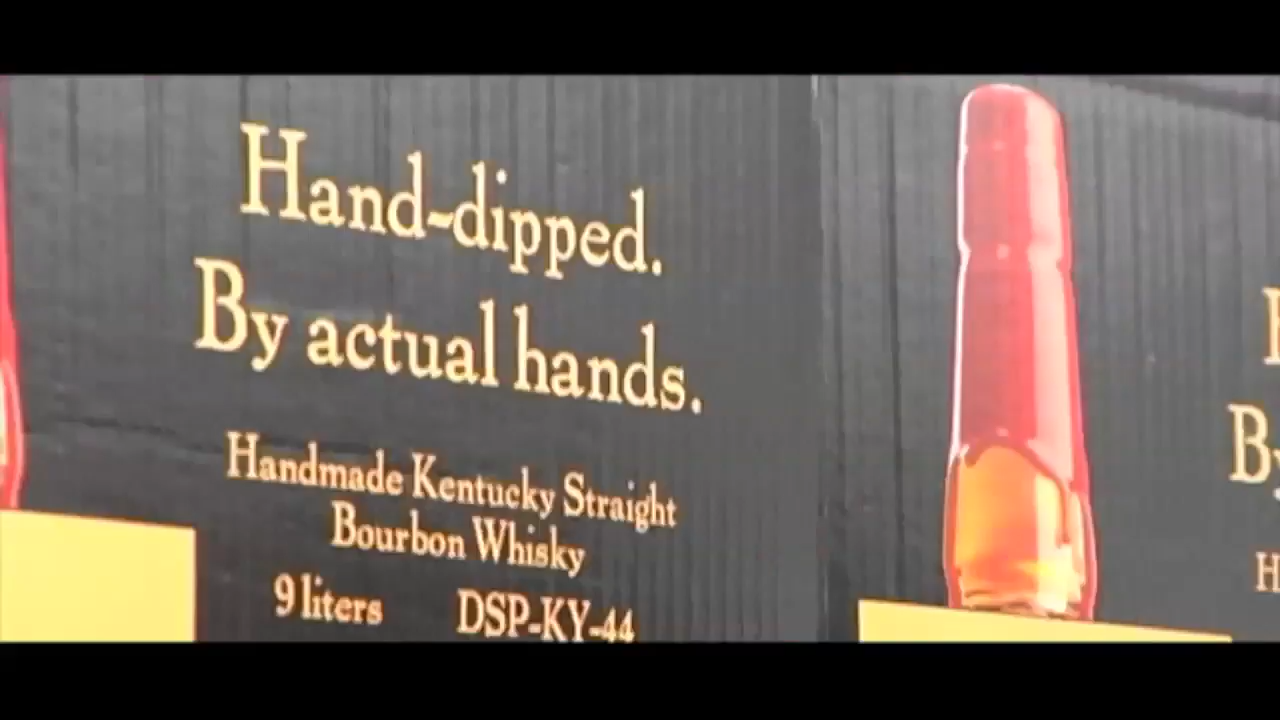 Hand-dipped.
By actual hands.
Handmade Kentucky Straight
Bourbon Whisky
9 liters DSP-KY-44